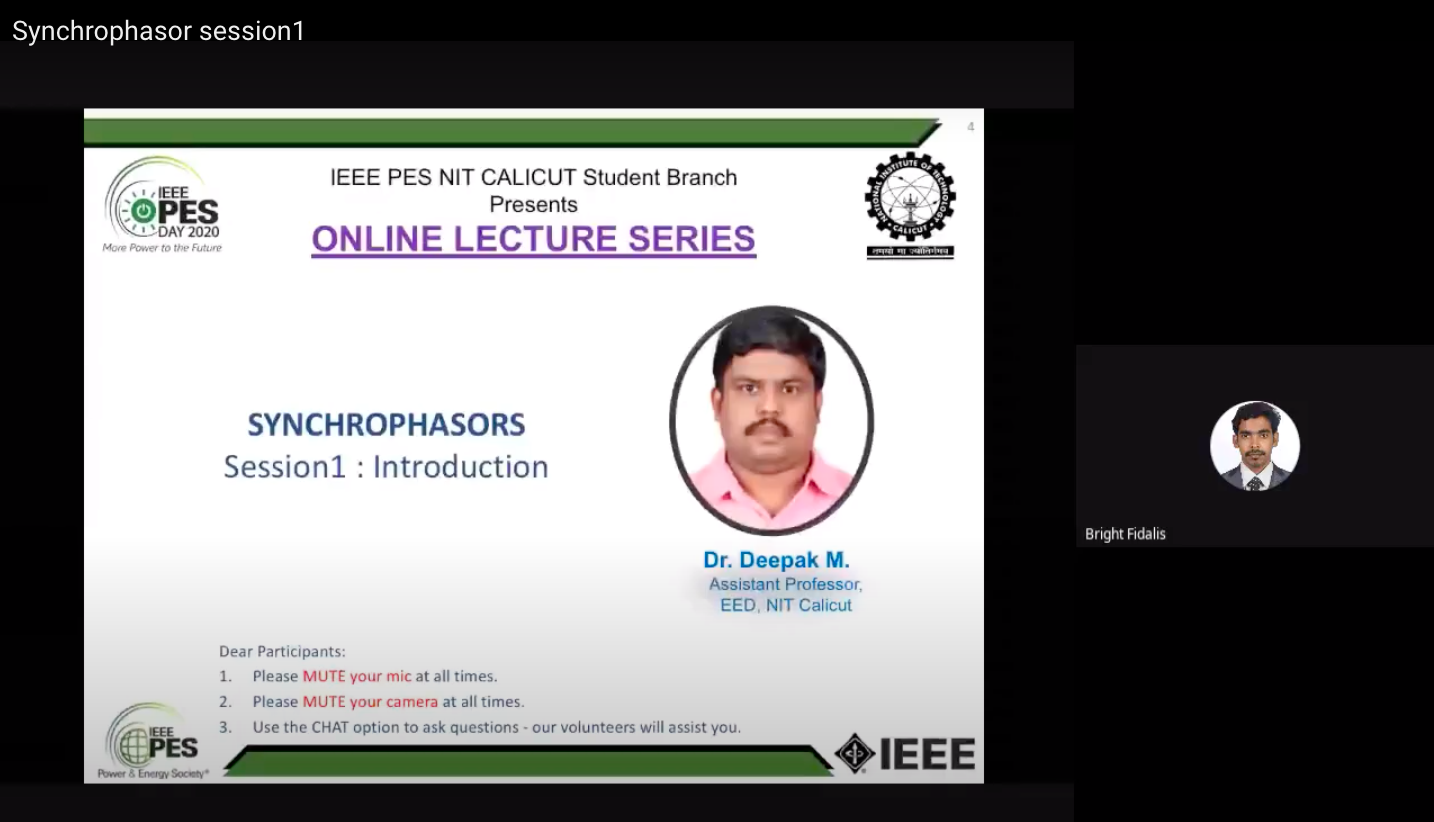 Synchrophasor session1
4
IEEE
PES
DAY 2020
More Power to the Future
IEEE PES NIT CALICUT Student Branch
Presents
ONLINE LECTURE SERIES
NATIONAL INSTITUTE OF TECHNOLOGY
CALICUT
तमसो मा ज्योतिर्गमय
SYNCHROPHASORS
Session1 : Introduction
Dr. Deepak M.
Assistant Professor,
EED, NIT Calicut
Bright Fidalis
Dear Participants:
1. Please MUTE your mic at all times.
2. Please MUTE your camera at all times.
3. Use the CHAT option to ask questions - our volunteers will assist you.
IEEE
PES
Power & Energy Society®
IEEE